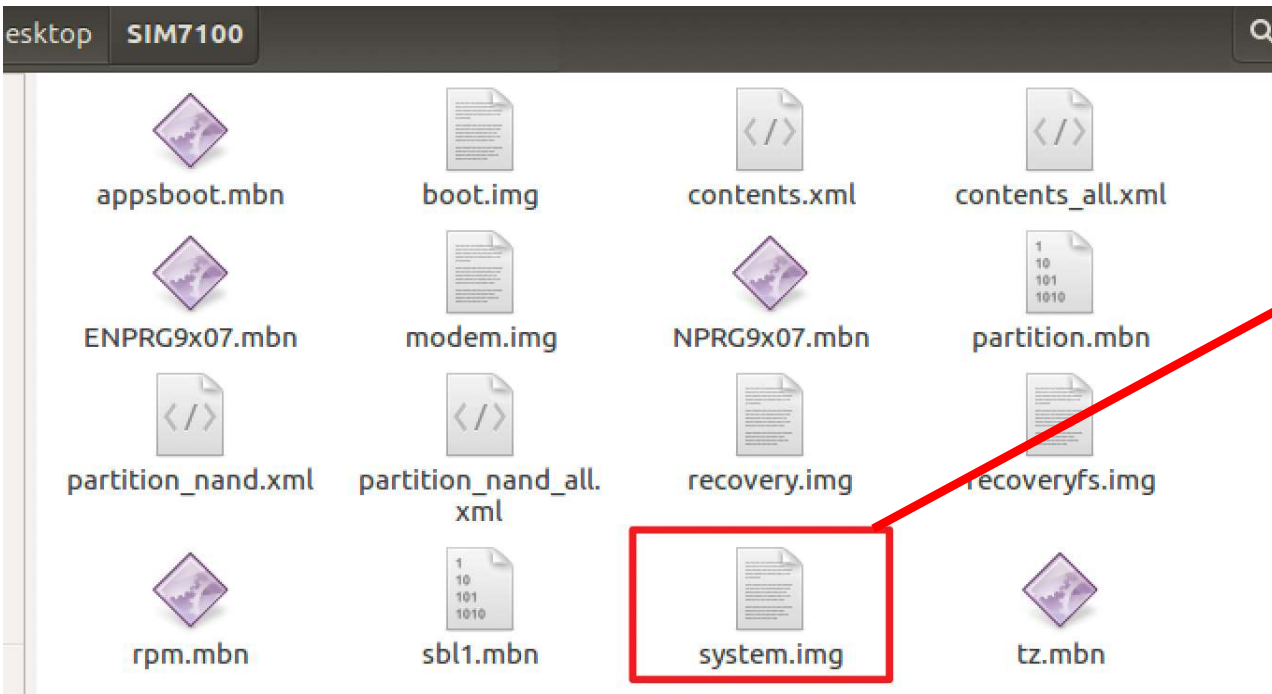 esktop SIM7100
appsboot.mbn boot.img contents.xml contents_all.xml
1
10
101
1010
ENPRG9x07.mbn modem.img NPRG9x07.mbn partition.mbn
partition_nand.xml partition_nand_all. recovery.img recoveryfs.img
xml
1
10
101
1010
rpm.mbn sbl1.mbn system.img tz.mbn